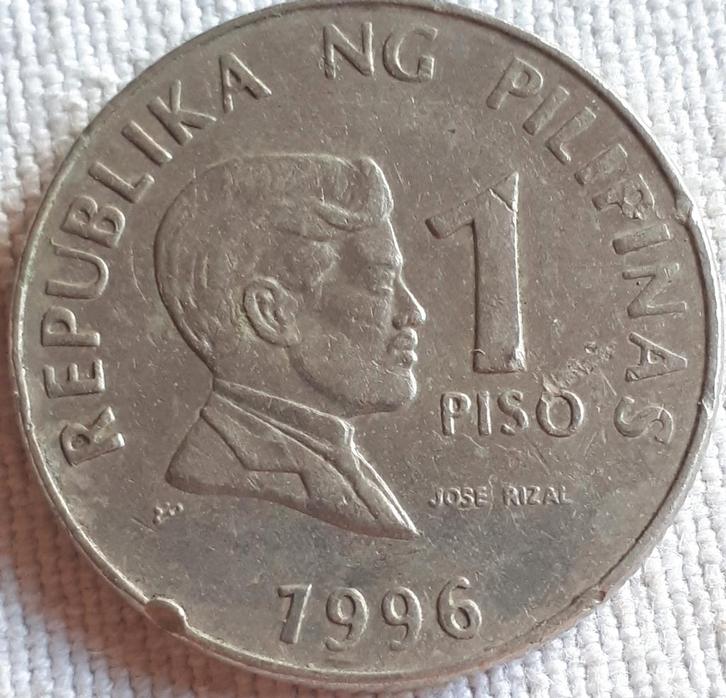 REPUBLIKA NG PILIPINAS
1
PISO
JOSE RIZAL
1996